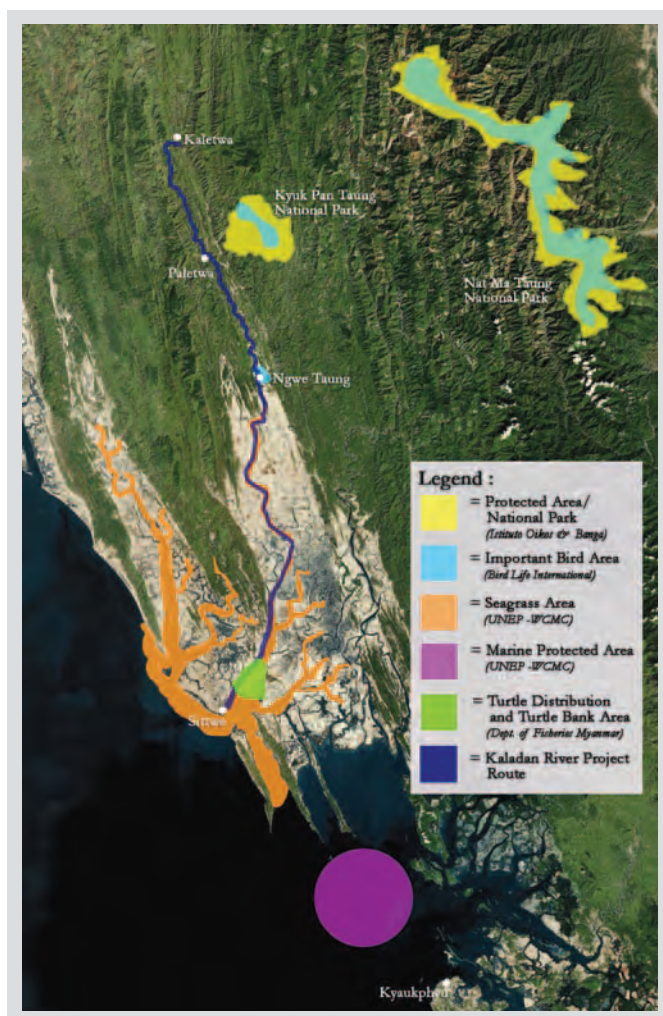 Kaletwa
Kyuk Pan Taung
National Park
Paletwa
Nat Ma Taung
National Park
Ngwe Taung
Legend :
= Protected Area/
National Park
(Istituto Oikos & Banga)
= Important Bird Area
(Bird Life International)
= Seagrass Area
(UNEP -WCMC)
= Marine Protected Area
(UNEP -WCMC)
= Turtle Distribution
and Turtle Bank Area
(Dept. of Fisheries Myanmar)
= Kaladan River Project
Route
Sittwe
Kyaukphyu